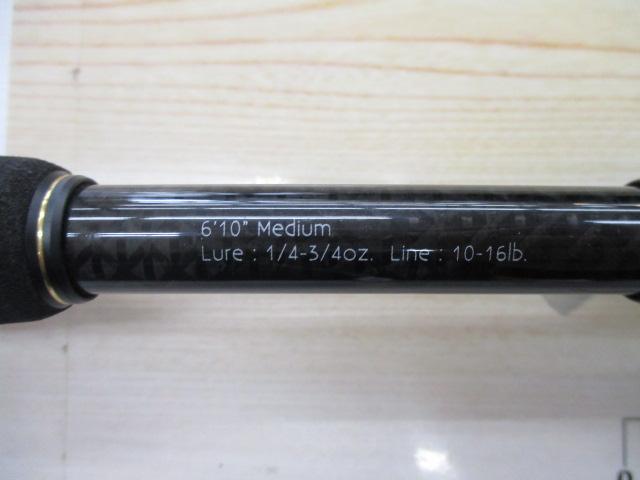 6'10" Medium
Lure : 1/4-3/4oz. Line : 10-16lb.